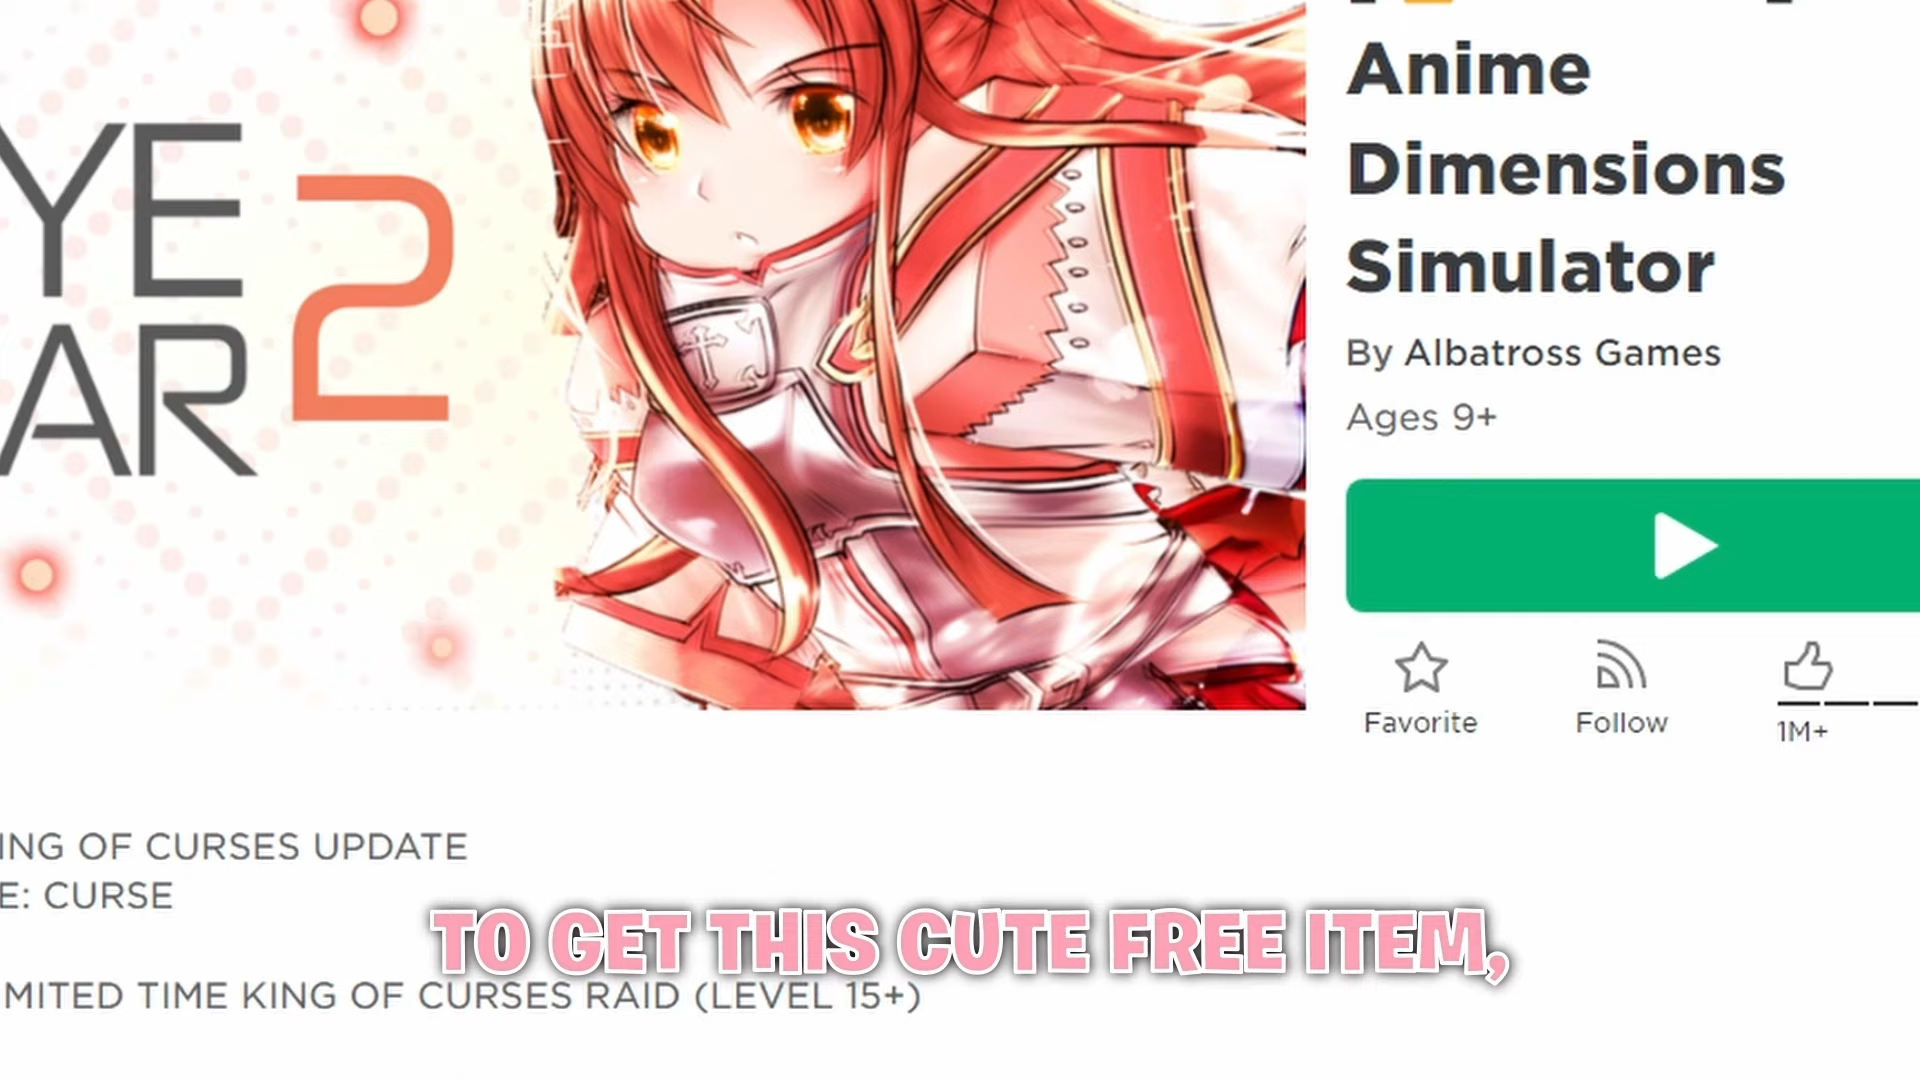 YE
AR 2
Anime
Dimensions
Simulator
By Albatross Games
Ages 9+
Favorite
Follow
1M+
ING OF CURSES UPDATE
E: CURSE
TO GET THIS CUTE FREE ITEM,
MITED TIME KING OF CURSES RAID (LEVEL 15+)